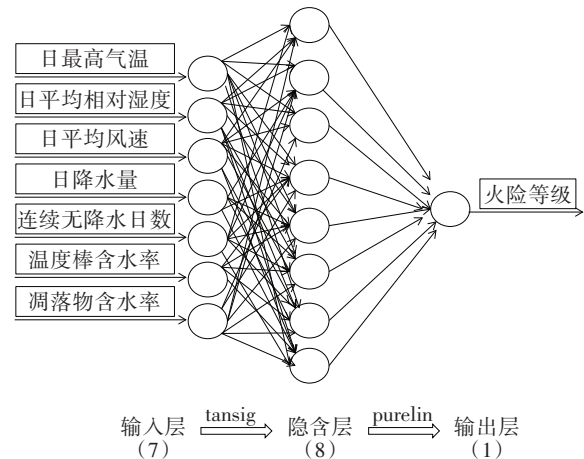 日最高气温
日平均相对湿度
日平均风速
日降水量
连续无降水日数
温度棒含水率
凋落物含水率
火险等级
输入层 tansig 隐含层 purelin 输出层
（7） （8） （1）